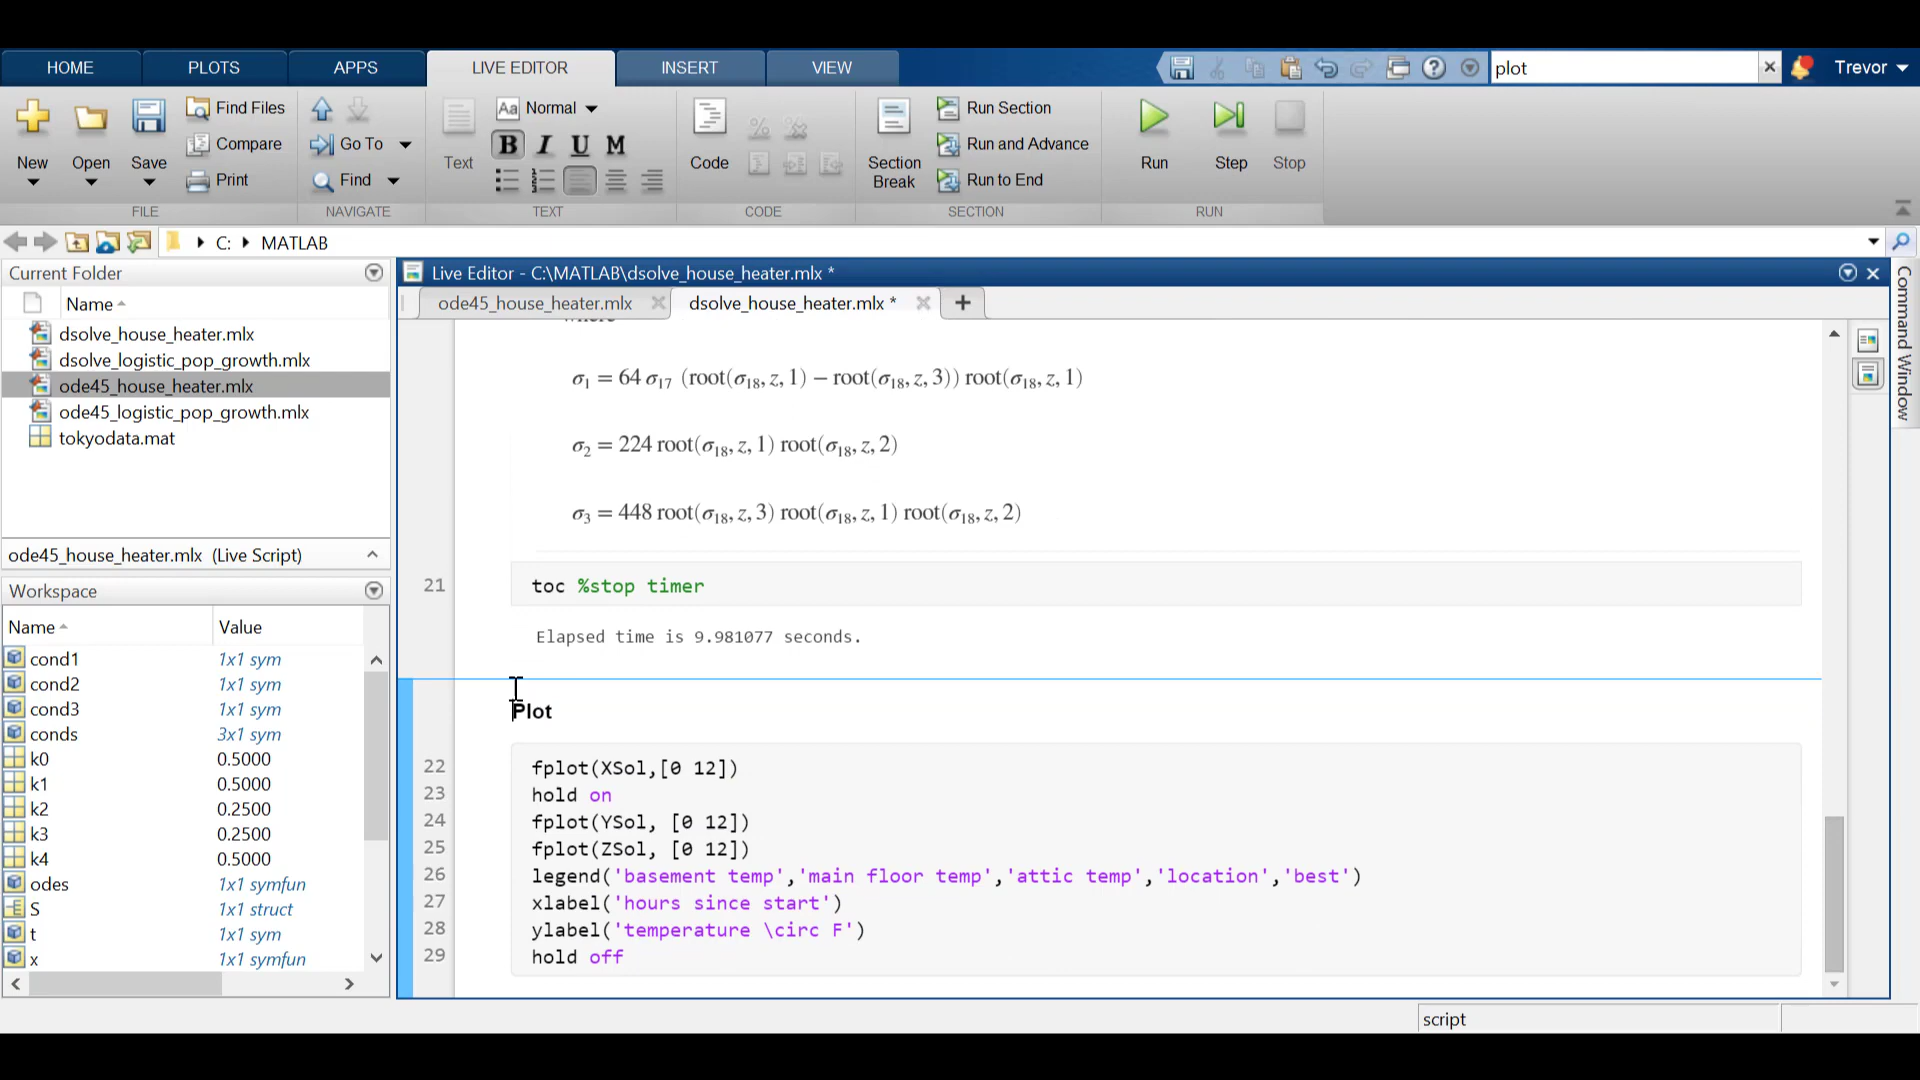 HOME PLOTS APPS LIVE EDITOR INSERT VIEW plot Trevor
New Open Save Find Files Compare Print
FILE
Go To Find
NAVIGATE
Text Aa Normal B I U M
TEXT
Code
CODE
Section Break Run Section Run and Advance Run to End
SECTION
Run Step Stop
RUN
C: MATLAB
Current Folder
Name
dsolve_house_heater.mlx
dsolve_logistic_pop_growth.mlx
ode45_house_heater.mlx
ode45_logistic_pop_growth.mlx
tokyodata.mat
ode45_house_heater.mlx (Live Script)
Workspace
Name Value
cond1 1x1 sym
cond2 1x1 sym
cond3 1x1 sym
conds 3x1 sym
k0 0.5000
k1 0.5000
k2 0.2500
k3 0.2500
k4 0.5000
odes 1x1 symfun
S 1x1 struct
t 1x1 sym
x 1x1 symfun
Live Editor - C:\MATLAB\dsolve_house_heater.mlx *
ode45_house_heater.mlx dsolve_house_heater.mlx *
where
σ₁ = 64 σ₁₇ (root(σ₁₈, z, 1) − root(σ₁₈, z, 3)) root(σ₁₈, z, 1)
σ₂ = 224 root(σ₁₈, z, 1) root(σ₁₈, z, 2)
σ₃ = 448 root(σ₁₈, z, 3) root(σ₁₈, z, 1) root(σ₁₈, z, 2)
21 toc %stop timer
Elapsed time is 9.981077 seconds.
Plot
22 fplot(XSol,[0 12])
23 hold on
24 fplot(YSol, [0 12])
25 fplot(ZSol, [0 12])
26 legend('basement temp','main floor temp','attic temp','location','best')
27 xlabel('hours since start')
28 ylabel('temperature \circ F')
29 hold off
Command Window
script